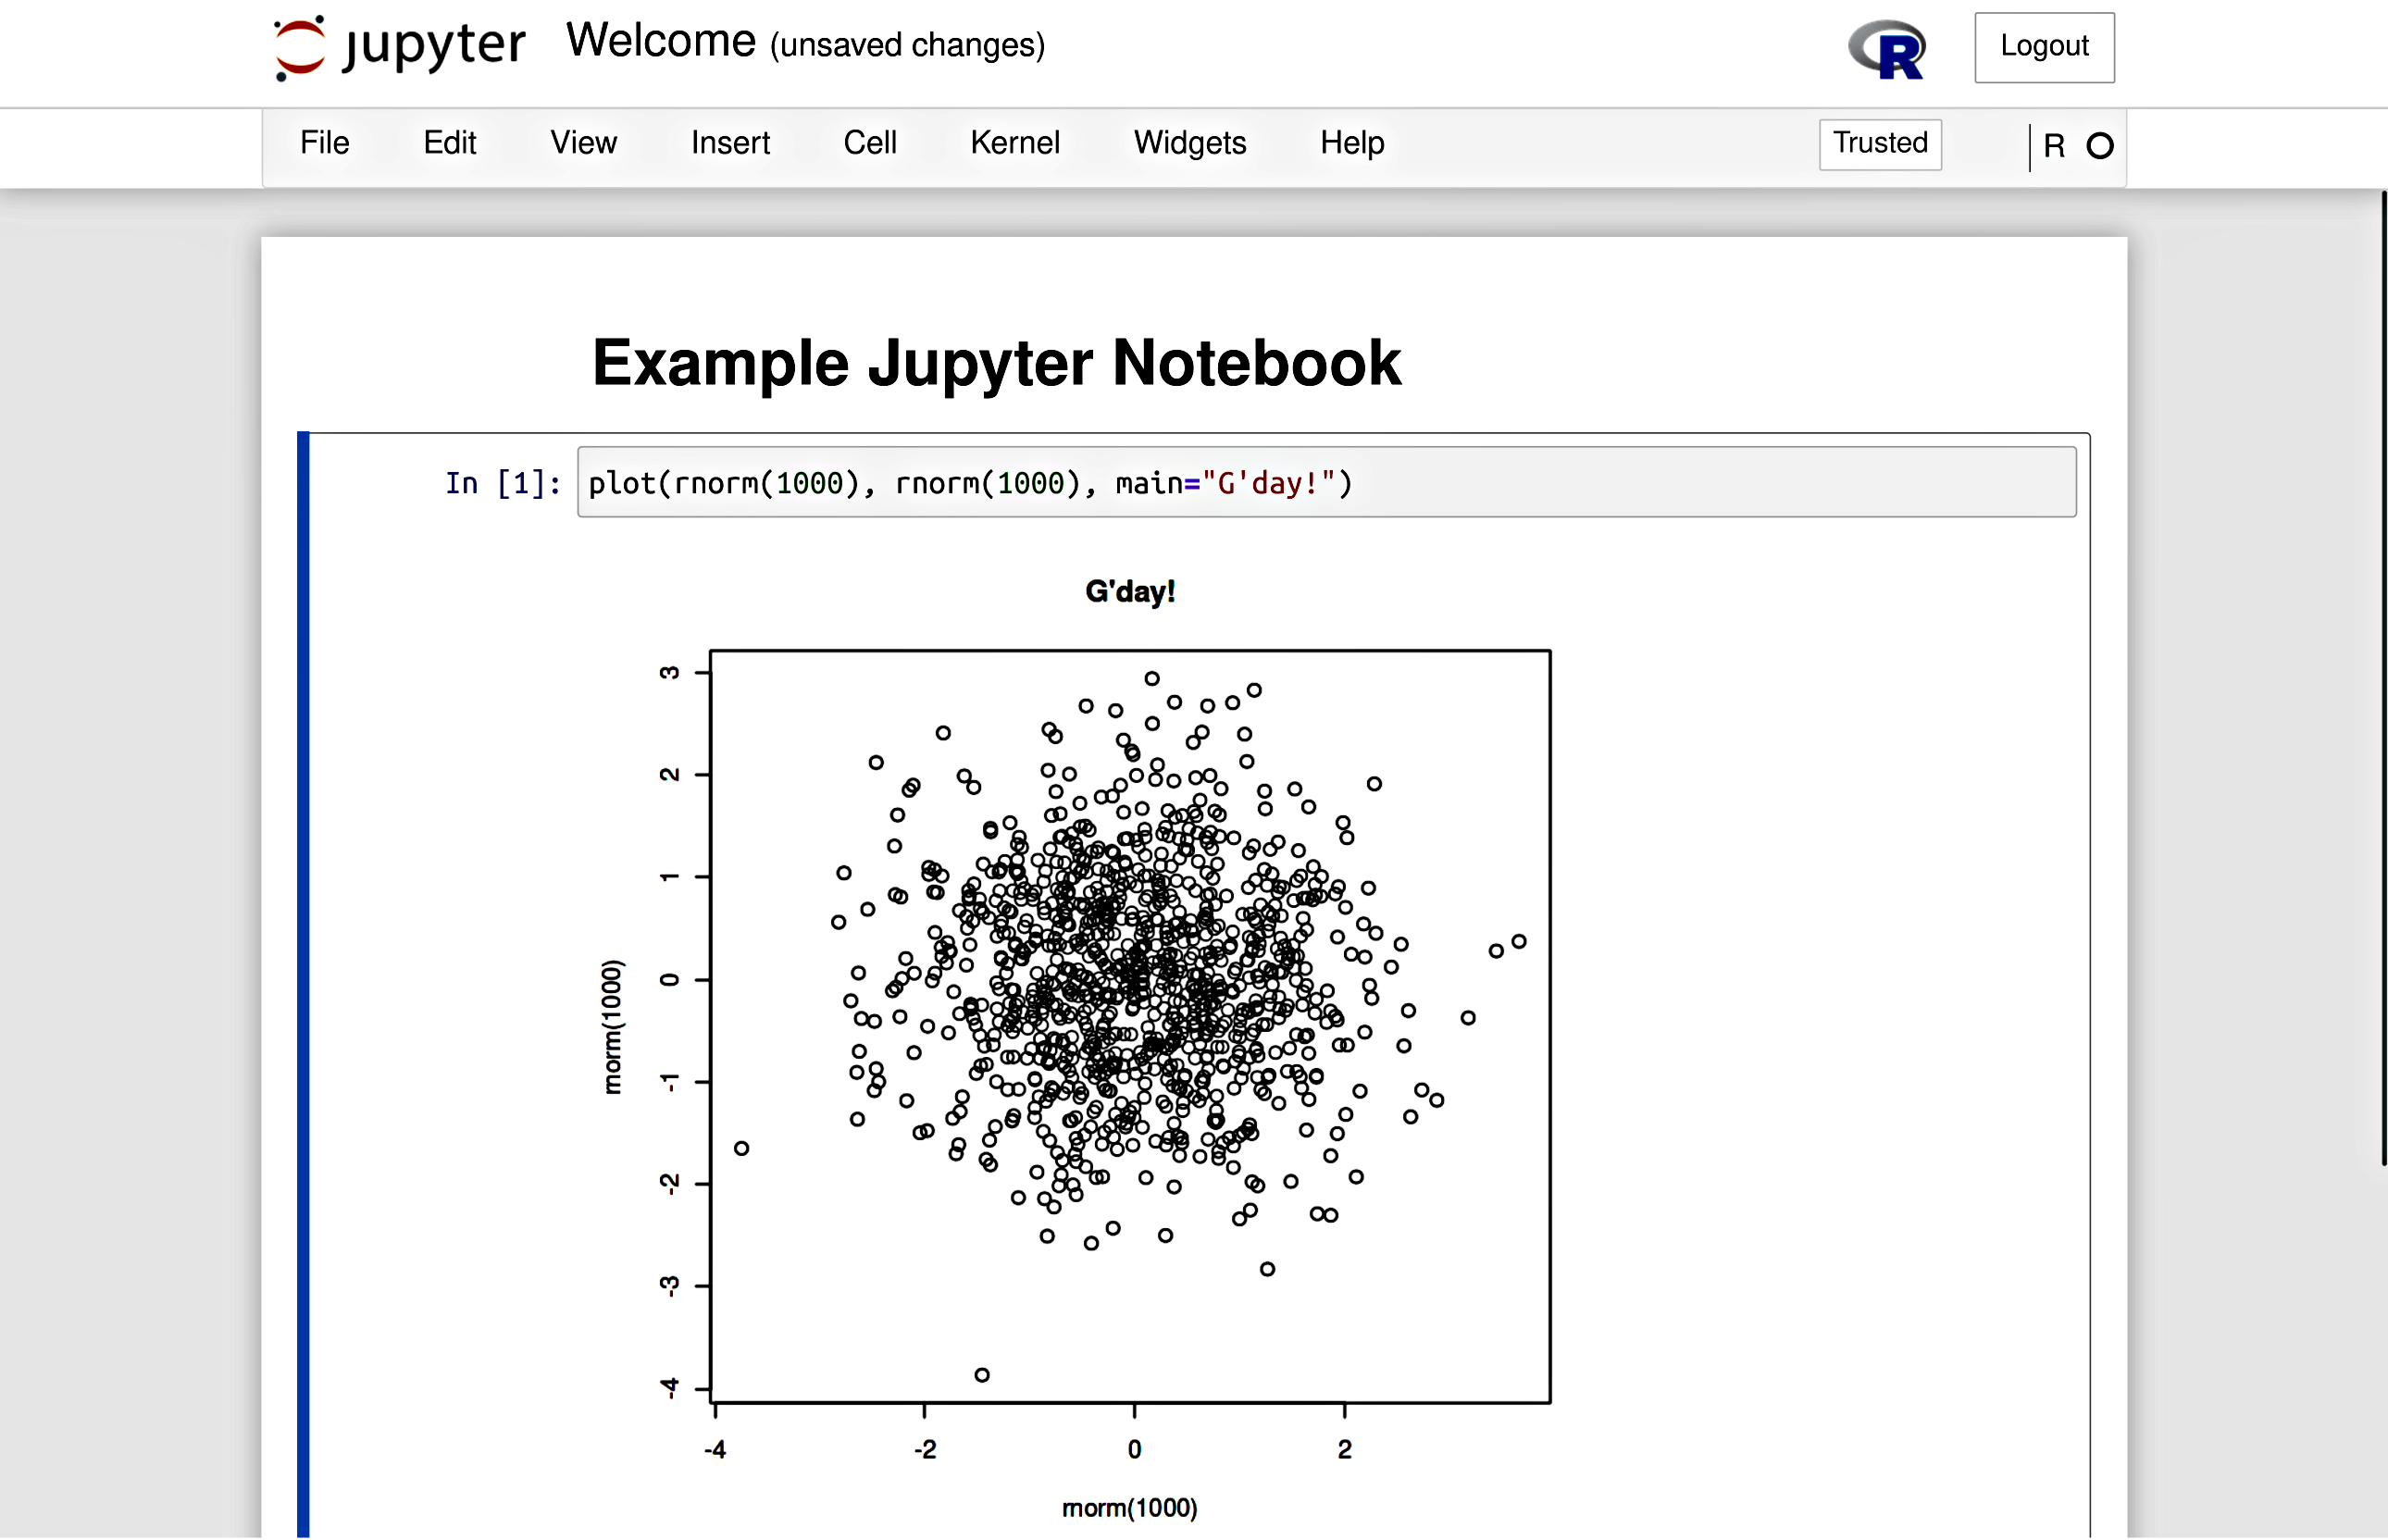 jupyter Welcome (unsaved changes) R Logout
File Edit View Insert Cell Kernel Widgets Help Trusted R
Example Jupyter Notebook
In [1]: plot(rnorm(1000), rnorm(1000), main="G'day!")
G'day!
3
2
1
0
-1
-2
-3
-4
rnorm(1000)
-4 -2 0 2
rnorm(1000)